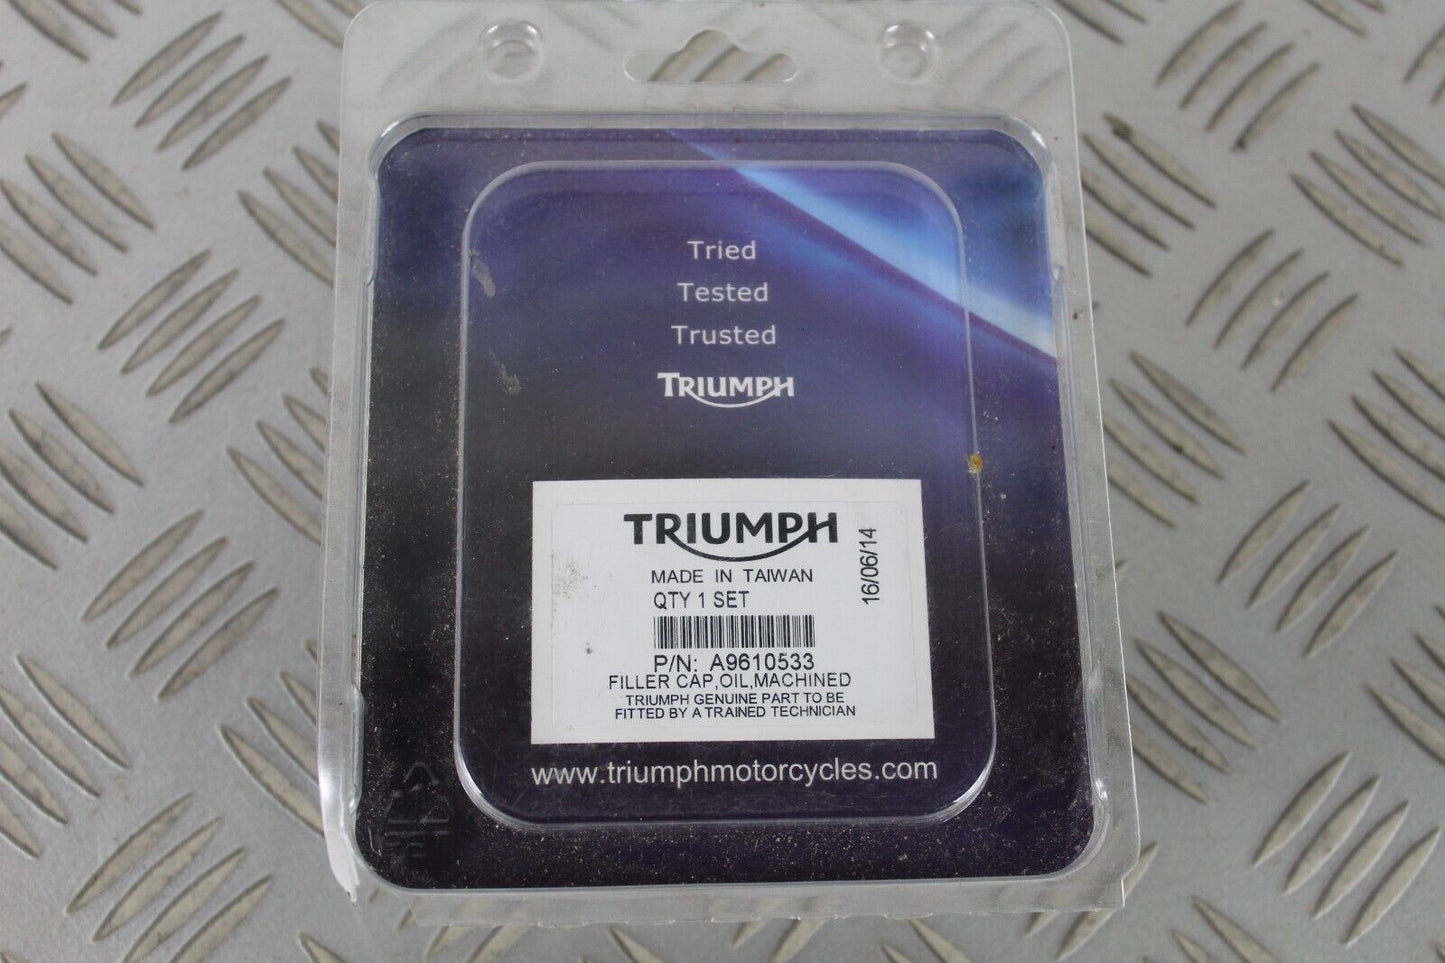 Tried
Tested
Trusted
TRIUMPH
TRIUMPH
MADE IN TAIWAN
QTY 1 SET
16/06/14
P/N: A9610533
FILLER CAP,OIL,MACHINED
TRIUMPH GENUINE PART TO BE
FITTED BY A TRAINED TECHNICIAN
www.triumphmotorcycles.com
PET